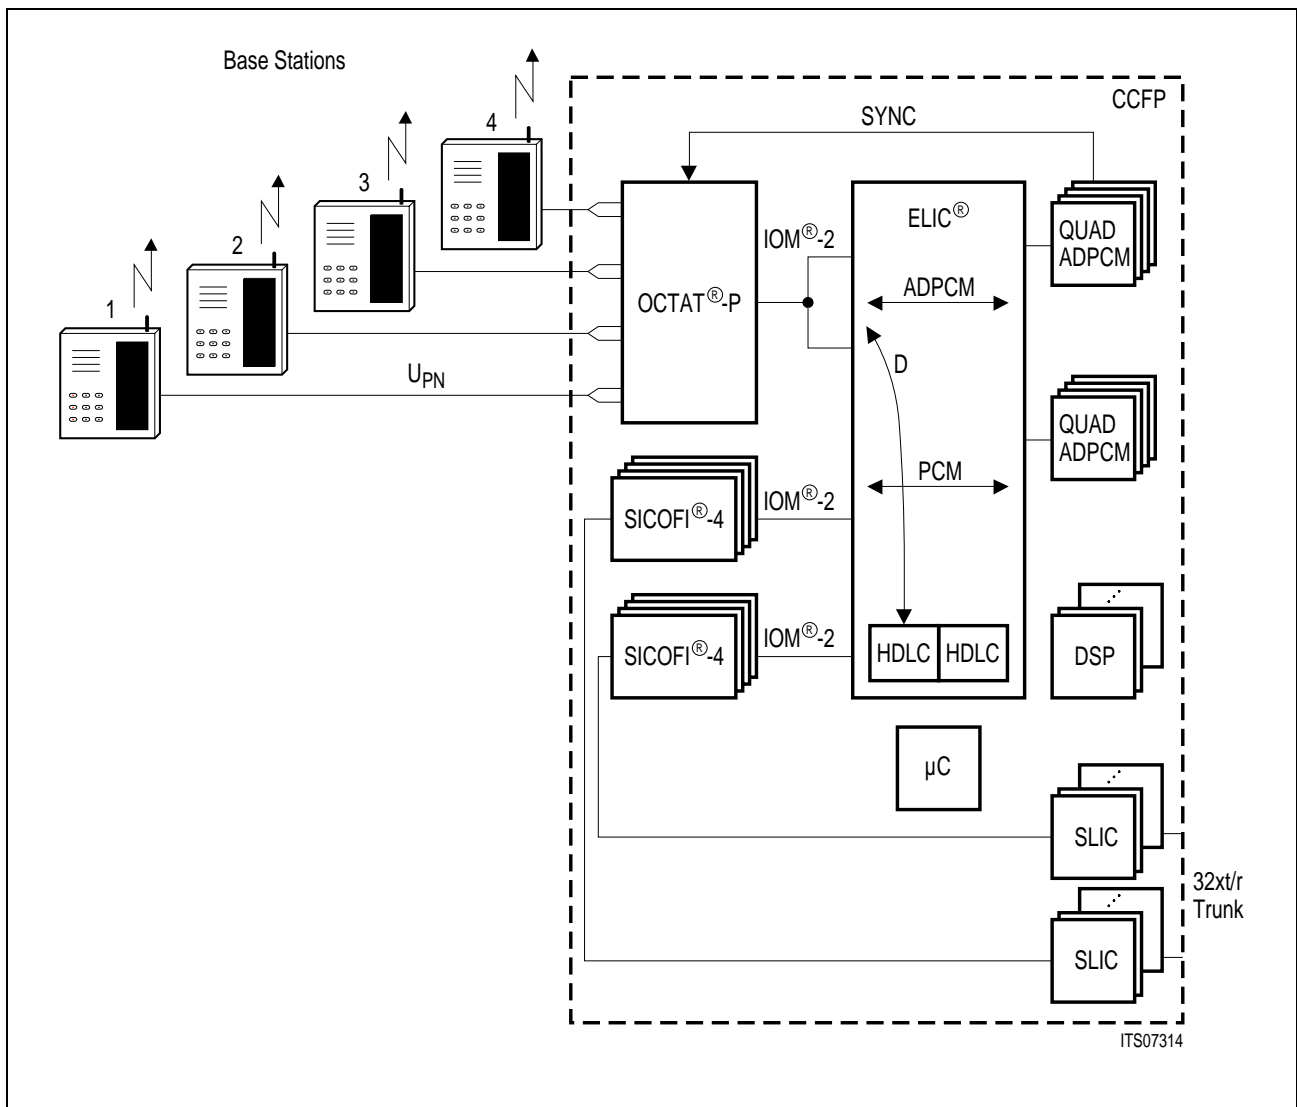 Base Stations
CCFP
SYNC
4
3
2
1
U_PN
OCTAT®-P
IOM®-2
ELIC®
ADPCM
D
PCM
HDLC HDLC
QUAD
ADPCM
QUAD
ADPCM
SICOFI®-4
IOM®-2
SICOFI®-4
IOM®-2
DSP
µC
SLIC
SLIC
32xt/r
Trunk
ITS07314